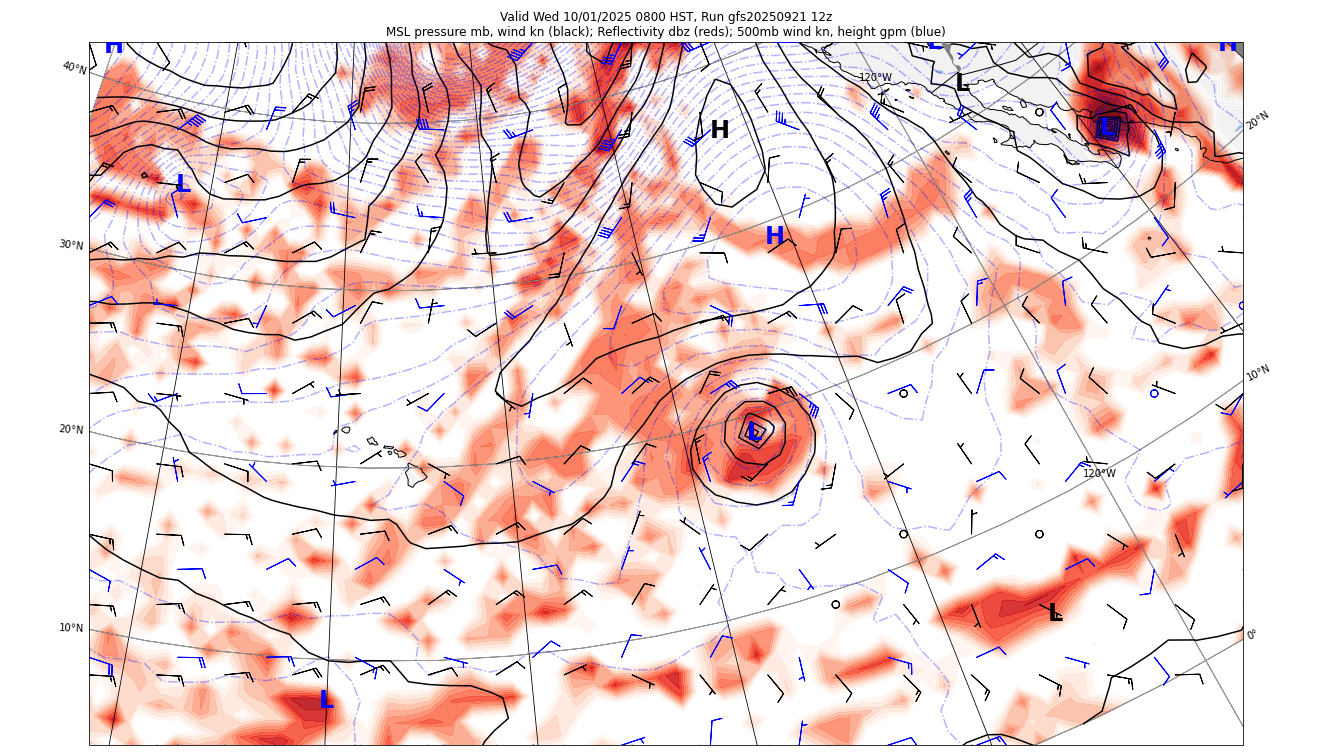 Valid Wed 10/01/2025 0800 HST, Run gfs20250921 12z
MSL pressure mb, wind kn (black); Reflectivity dbz (reds); 500mb wind kn, height gpm (blue)
H
L
H
40°N
120°W
L
20°N
H
L
L
30°N
H
10°N
20°N
L
120°W
10°N
L
0°
L